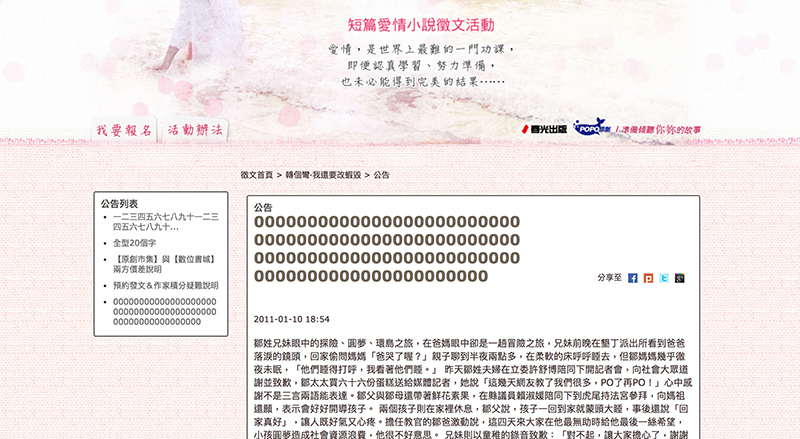 短篇愛情小說徵文活動
愛情，是世界上最難的一門功課，
即便認真學習、努力準備，
也未必能得到完美的結果……
我要報名 活動辦法
春光出版 POPO原創 / 準備傾聽你妳的故事
徵文首頁 > 轉個彎-我還要改蝦毀 > 公告
公告列表
一二三四五六七八九十一二三
四五六七八九十...
全型20個字
【原創市集】與【數位書城】
兩方價差說明
預約發文＆作家積分疑難說明
0000000000000000000
0000000000000000000
0000000000000000
公告
0000000000000000000000000
0000000000000000000000000
0000000000000000000000000
0000000000000000000000
分享至
2011-01-10 18:54
鄒姓兄妹眼中的探險、圓夢、環島之旅，在爸媽眼中卻是一趟冒險之旅，兄妹前晚在墾丁派出所看到爸爸
落淚的鏡頭，回家偷問媽媽「爸哭了喔？」親子聊到半夜兩點多，在柔軟的床呼呼睡去，但鄒媽媽幾乎徹
夜未眠，「他們睡得打呼，我看著他們睡。」 昨天鄒姓夫婦在立委許舒博陪同下開記者會，向社會大眾道
謝並致歉，鄒太太買六十六份蛋糕送給媒體記者，她說「這幾天網友教了我們很多，PO了再PO！」心中感
謝不是三言兩語能表達。鄒父與鄒母還帶著鮮花素果，在縣議員賴淑媛陪同下到虎尾持法宮參拜，向媽祖
還願，表示會好好開導孩子。 兩個孩子則在家裡休息，鄒父說，孩子一回到家就蒙頭大睡，事後還說「回
家真好」，讓人既好氣又心疼。擔任教官的鄒爸激動說，這四天來大家在他最無助時給他最後一絲希望，
小孩圓夢造成社會資源浪費，他很不好意思。 兄妹則以童稚的錄音致歉：「對不起，讓大家擔心了，謝謝